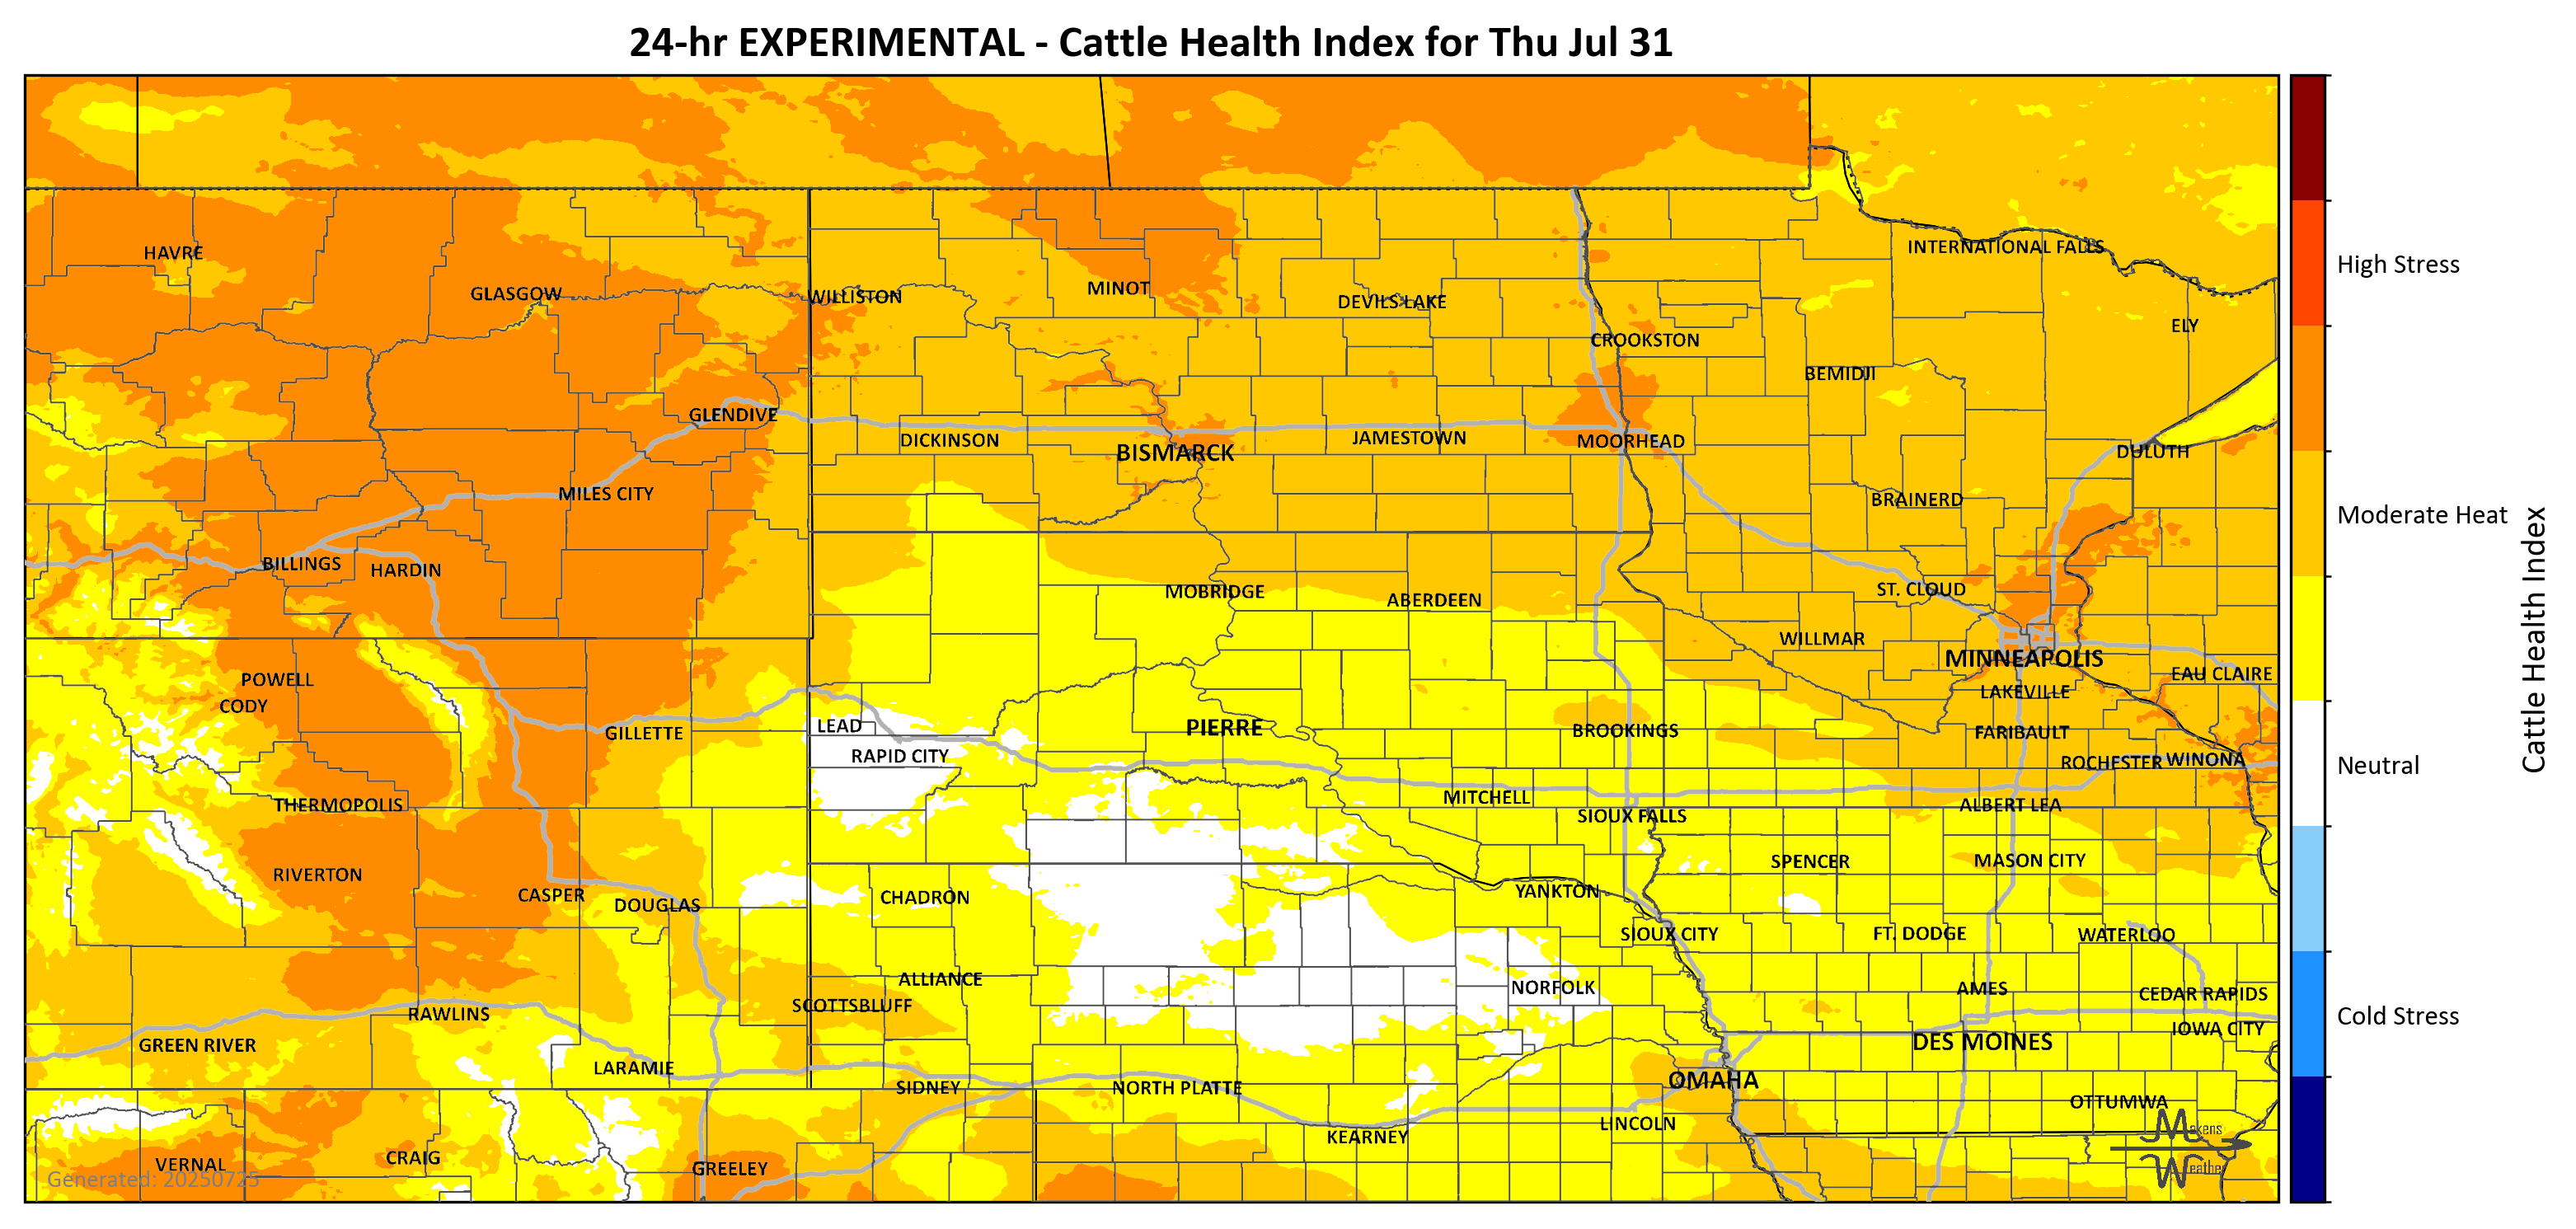 24-hr EXPERIMENTAL - Cattle Health Index for Thu Jul 31
HAVRE
GLASGOW
WILLISTON
MINOT
DEVILS LAKE
INTERNATIONAL FALLS
ELY
CROOKSTON
BEMIDJI
GLENDIVE
DICKINSON
BISMARCK
JAMESTOWN
MOORHEAD
DULUTH
MILES CITY
BRAINERD
BILLINGS
HARDIN
MOBRIDGE
ABERDEEN
ST. CLOUD
WILLMAR
MINNEAPOLIS
EAU CLAIRE
POWELL
CODY
LAKEVILLE
GILLETTE
LEAD
RAPID CITY
PIERRE
BROOKINGS
FARIBAULT
ROCHESTER
WINONA
THERMOPOLIS
MITCHELL
SIOUX FALLS
ALBERT LEA
RIVERTON
CASPER
DOUGLAS
CHADRON
YANKTON
SPENCER
MASON CITY
SIOUX CITY
FT. DODGE
WATERLOO
ALLIANCE
SCOTTSBLUFF
NORFOLK
AMES
CEDAR RAPIDS
RAWLINS
GREEN RIVER
LARAMIE
SIDNEY
NORTH PLATTE
OMAHA
DES MOINES
IOWA CITY
OTTUMWA
KEARNEY
LINCOLN
VERNAL
CRAIG
GREELEY
Generated: 20250725
Makens
Weather
High Stress
Moderate Heat
Neutral
Cold Stress
Cattle Health Index